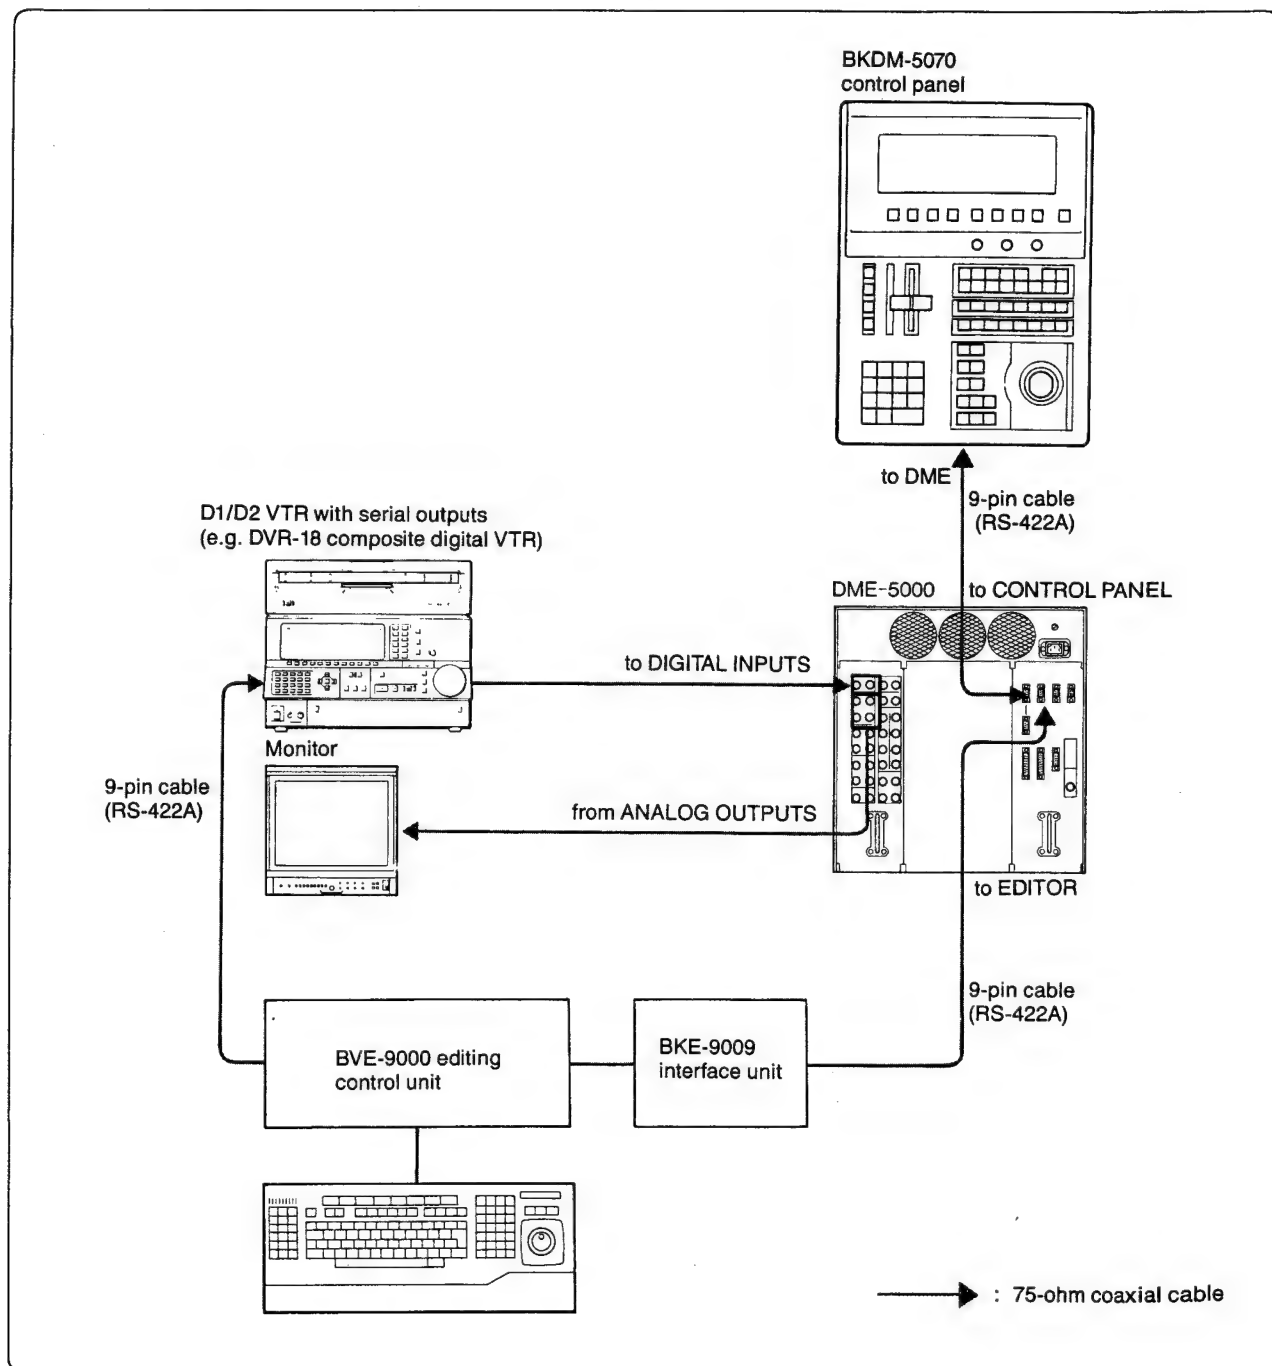 BKDM-5070
control panel
to DME
9-pin cable
(RS-422A)
D1/D2 VTR with serial outputs
(e.g. DVR-18 composite digital VTR)
DME-5000
to CONTROL PANEL
to DIGITAL INPUTS
Monitor
9-pin cable
(RS-422A)
from ANALOG OUTPUTS
to EDITOR
9-pin cable
(RS-422A)
BVE-9000 editing
control unit
BKE-9009
interface unit
: 75-ohm coaxial cable